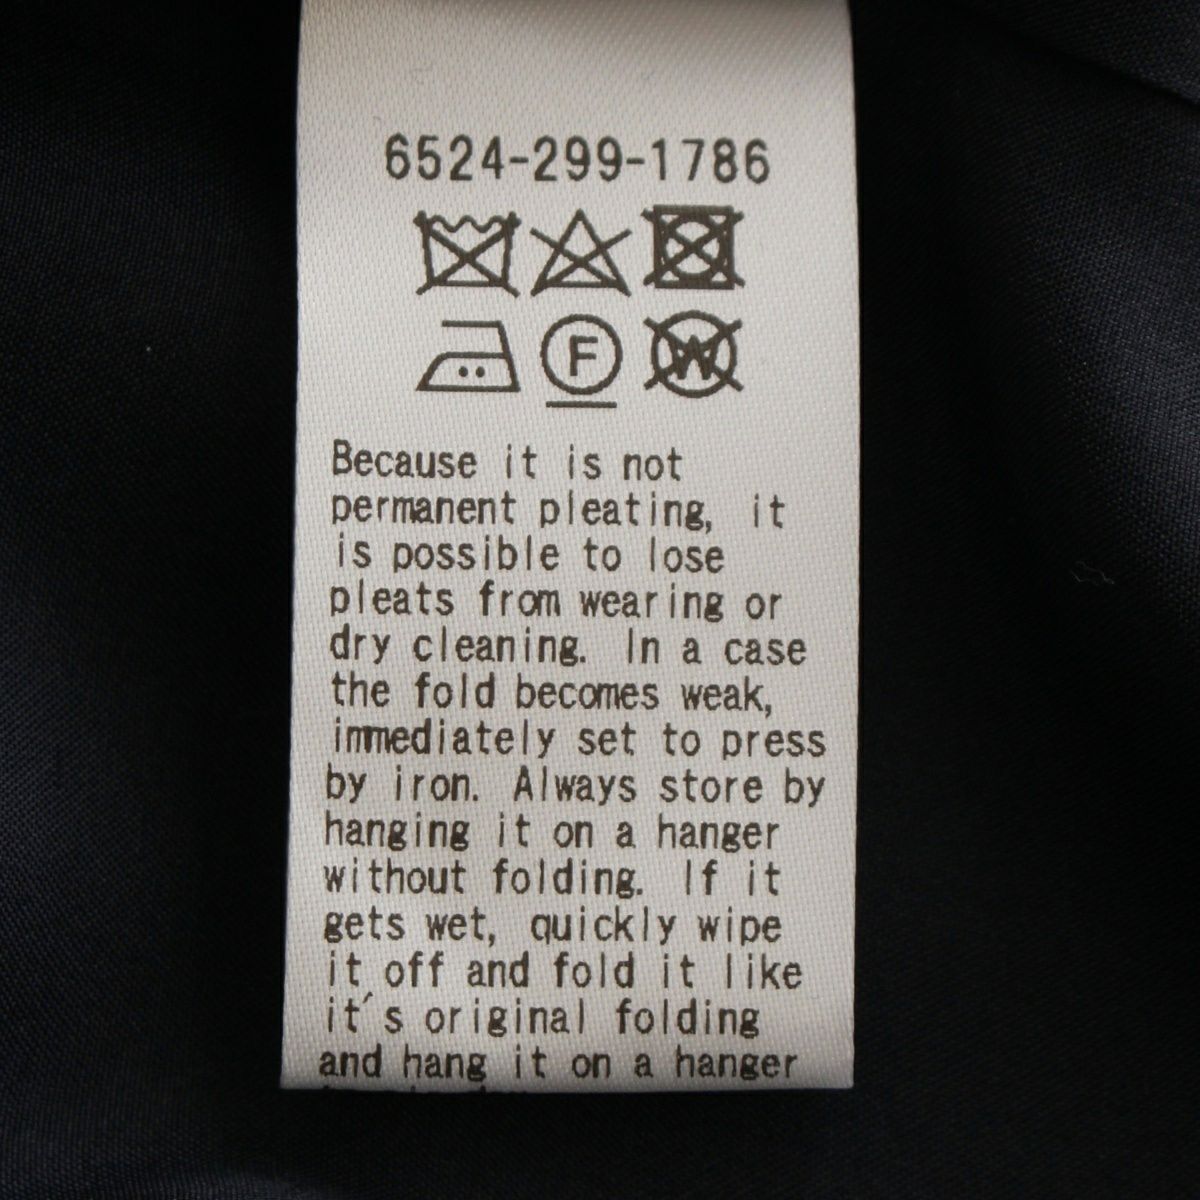 6524-299-1786
F
W
Because it is not
permanent pleating, it
is possible to lose
pleats from wearing or
dry cleaning. In a case
the fold becomes weak,
immediately set to press
by iron. Always store by
hanging it on a hanger
without folding. If it
gets wet, quickly wipe
it off and fold it like
it's original folding
and hang it on a hanger